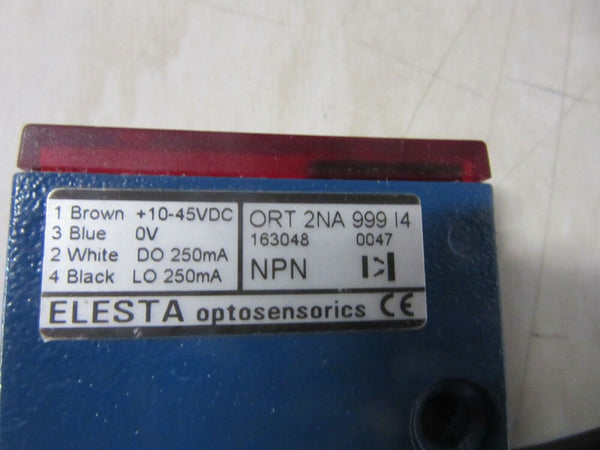 1 Brown +10-45VDC
3 Blue 0V
2 White DO 250mA
4 Black LO 250mA
ORT 2NA 999 I4
163048 0047
NPN
ELESTA optosensorics CE